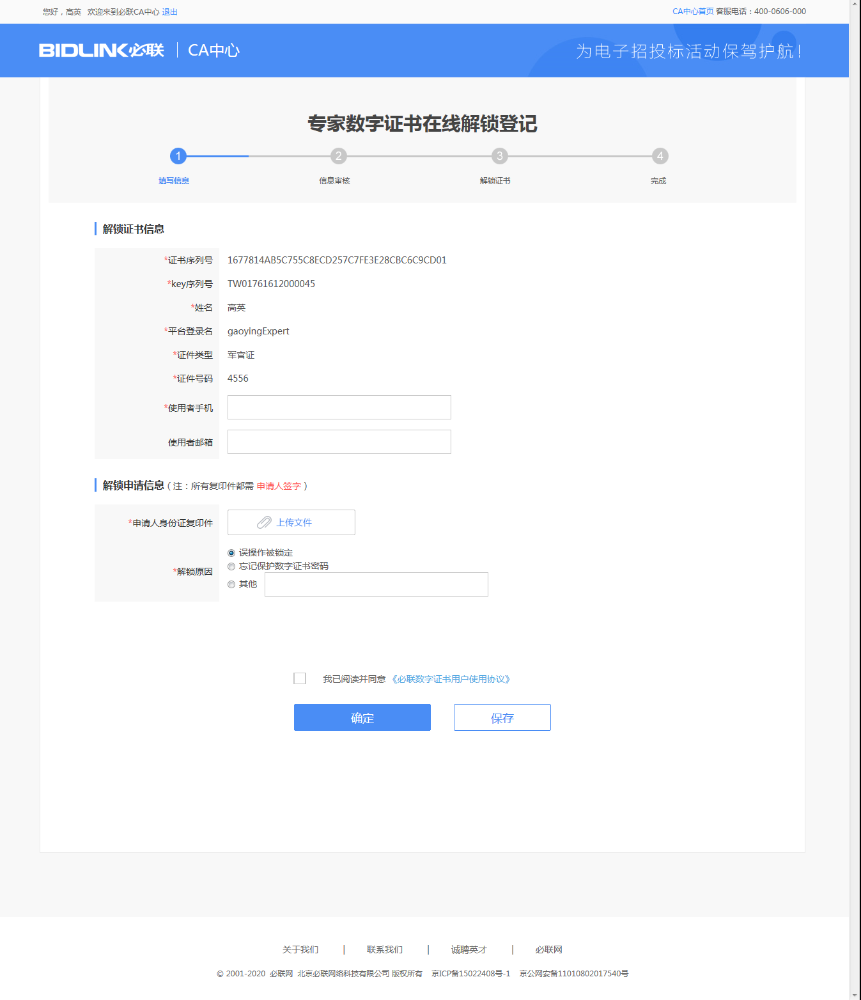 您好，高英 欢迎来到必联CA中心 退出
CA中心首页 客服电话：400-0606-000
BIDLINK必联 CA中心
为电子招投标活动保驾护航！
专家数字证书在线解锁登记
1 2 3 4
填写信息 信息审核 解锁证书 完成
解锁证书信息
*证书序列号 1677814AB5C755C8ECD257C7FE3E28CBC6C9CD01
*key序列号 TW01761612000045
*姓名 高英
*平台登录名 gaoyingExpert
*证件类型 军官证
*证件号码 4556
*使用者手机
使用者邮箱
解锁申请信息（注：所有复印件都需 申请人签字 ）
*申请人身份证复印件 上传文件
*解锁原因
误操作被锁定
忘记保护数字证书密码
其他
我已阅读并同意 《必联数字证书用户使用协议》
确定 保存
关于我们 | 联系我们 | 诚聘英才 | 必联网
© 2001-2020 必联网 北京必联网络科技有限公司 版权所有 京ICP备15022408号-1 京公网安备11010802017540号